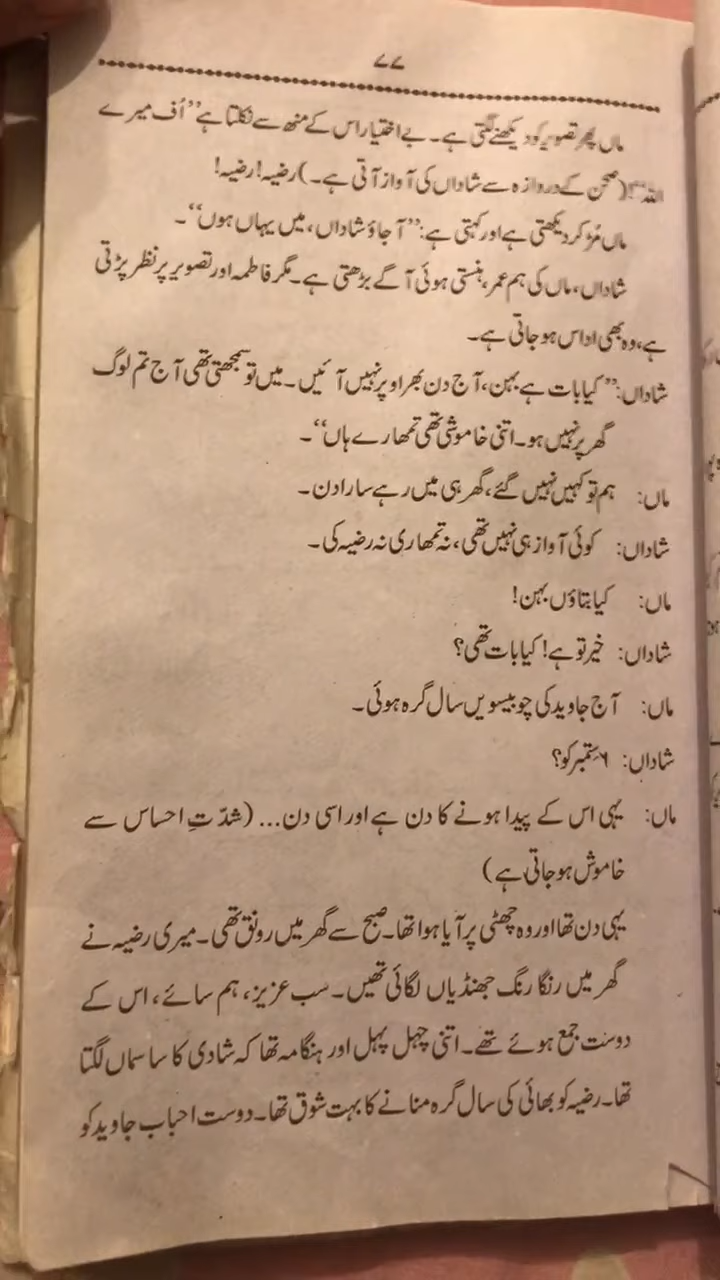 ۷۷
ماں پھر تصویر کو دیکھنے لگتی ہے۔ بے اختیار اس کے منھ سے نکلتا ہے ’’اُف میرے
اللہ‘‘! (صحن کے دروازہ سے شاداں کی آواز آتی ہے۔) رضیہ! رضیہ!
ماں مُڑ کر دیکھتی ہے اور کہتی ہے: ’’آجاؤ شاداں، میں یہاں ہوں‘‘۔
شاداں، ماں کی ہم عمر، ہنستی ہوئی آگے بڑھتی ہے۔ مگر فاطمہ اور تصویر پر نظر پڑتی
ہے، وہ بھی اداس ہو جاتی ہے۔
شاداں: ’’کیا بات ہے بہن، آج دن بھر اوپر نہیں آئیں۔ میں تو سمجھتی تھی آج تم لوگ
گھر پر نہیں ہو۔ اتنی خاموشی تھی تمھارے ہاں‘‘۔
ماں: ہم تو کہیں نہیں گئے، گھر ہی میں رہے سارا دن۔
شاداں: کوئی آواز ہی نہیں تھی، نہ تمھاری نہ رضیہ کی۔
ماں: کیا بتاؤں بہن!
شاداں: خیر تو ہے! کیا بات تھی؟
ماں: آج جاوید کی چوبیسویں سال گرہ ہوئی۔
شاداں: ۶ ستمبر کو؟
ماں: یہی اس کے پیدا ہونے کا دن ہے اور اسی دن... (شدّتِ احساس سے
خاموش ہو جاتی ہے)
یہی دن تھا اور وہ چھٹی پر آیا ہوا تھا۔ صبح سے گھر میں رونق تھی۔ میری رضیہ نے
گھر میں رنگا رنگ جھنڈیاں لگائی تھیں۔ سب عزیز، ہم سائے، اس کے
دوست جمع ہوئے تھے۔ اتنی چہل پہل اور ہنگامہ تھا کہ شادی کا سا سماں لگتا
تھا۔ رضیہ کو بھائی کی سال گرہ منانے کا بہت شوق تھا۔ دوست احباب جاوید کو